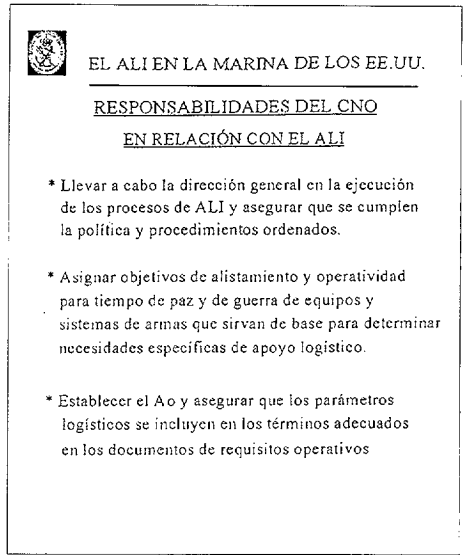 EL ALI EN LA MARINA DE LOS EE.UU.
RESPONSABILIDADES DEL CNO
EN RELACIÓN CON EL ALI
* Llevar a cabo la dirección general en la ejecución
de los procesos de ALI y asegurar que se cumplen
la política y procedimientos ordenados.
* Asignar objetivos de alistamiento y operatividad
para tiempo de paz y de guerra de equipos y
sistemas de armas que sirvan de base para determinar
necesidades específicas de apoyo logístico.
* Establecer el Ao y asegurar que los parámetros
logísticos se incluyen en los términos adecuados
en los documentos de requisitos operativos